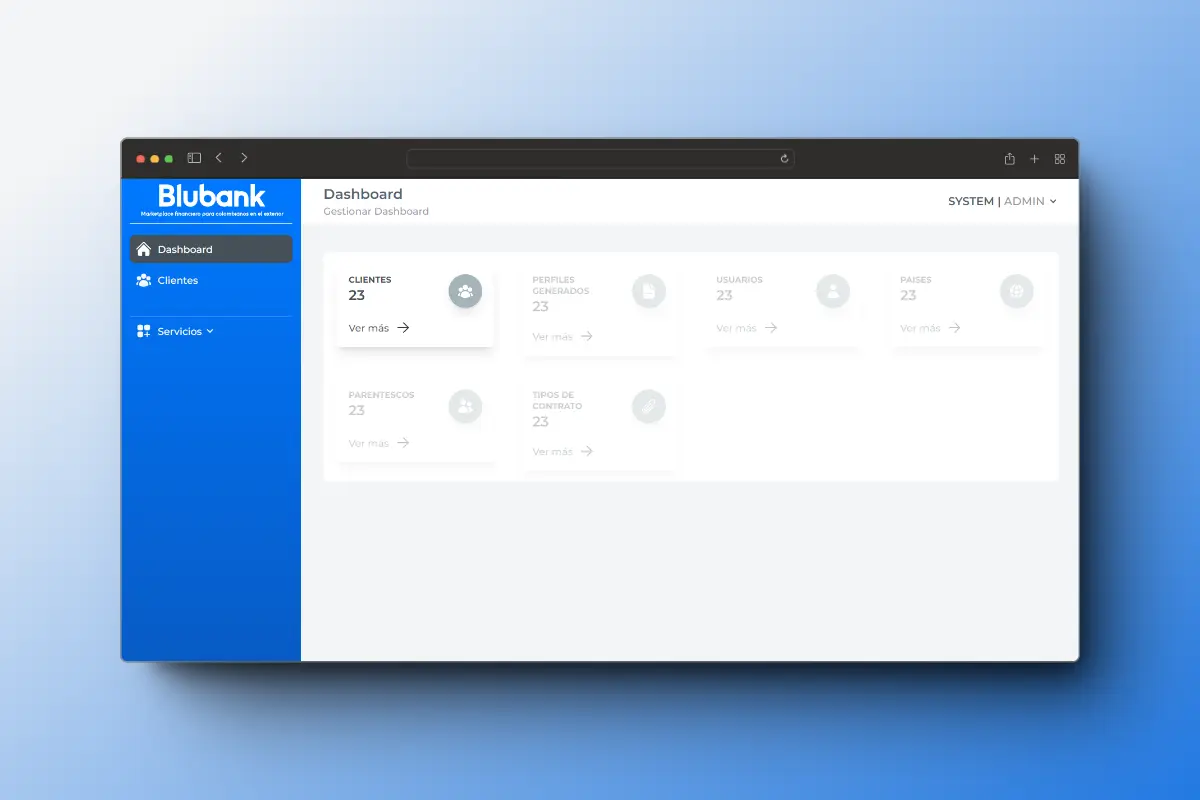 Blubank
Marketplace financiero para colombianos en el exterior
Dashboard
Clientes
Servicios
Dashboard
Gestionar Dashboard
SYSTEM | ADMIN
CLIENTES
23
Ver más
PERFILES
GENERADOS
23
Ver más
USUARIOS
23
Ver más
PAISES
23
Ver más
PARENTESCOS
23
Ver más
TIPOS DE
CONTRATO
23
Ver más